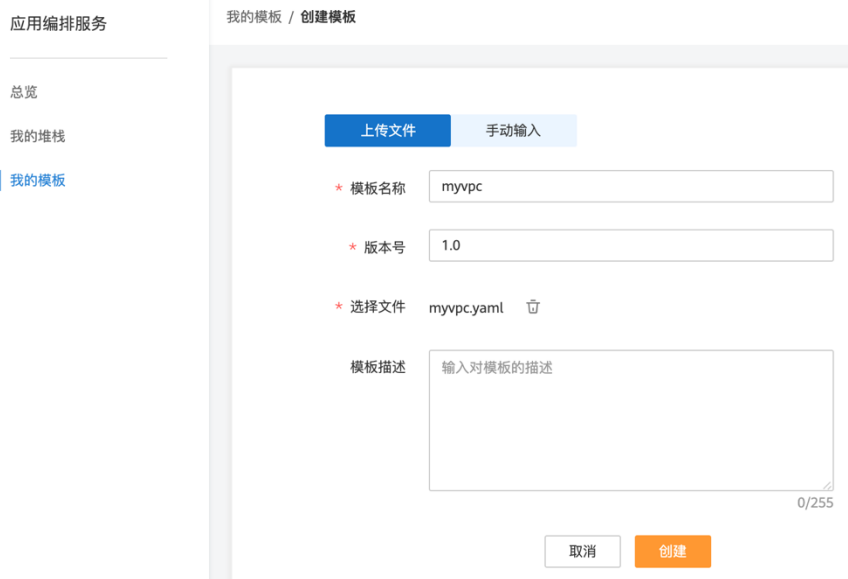 应用编排服务
我的模板 / 创建模板
总览
我的堆栈
我的模板
上传文件 手动输入
* 模板名称 myvpc
* 版本号 1.0
* 选择文件 myvpc.yaml
模板描述 输入对模板的描述
0/255
取消 创建